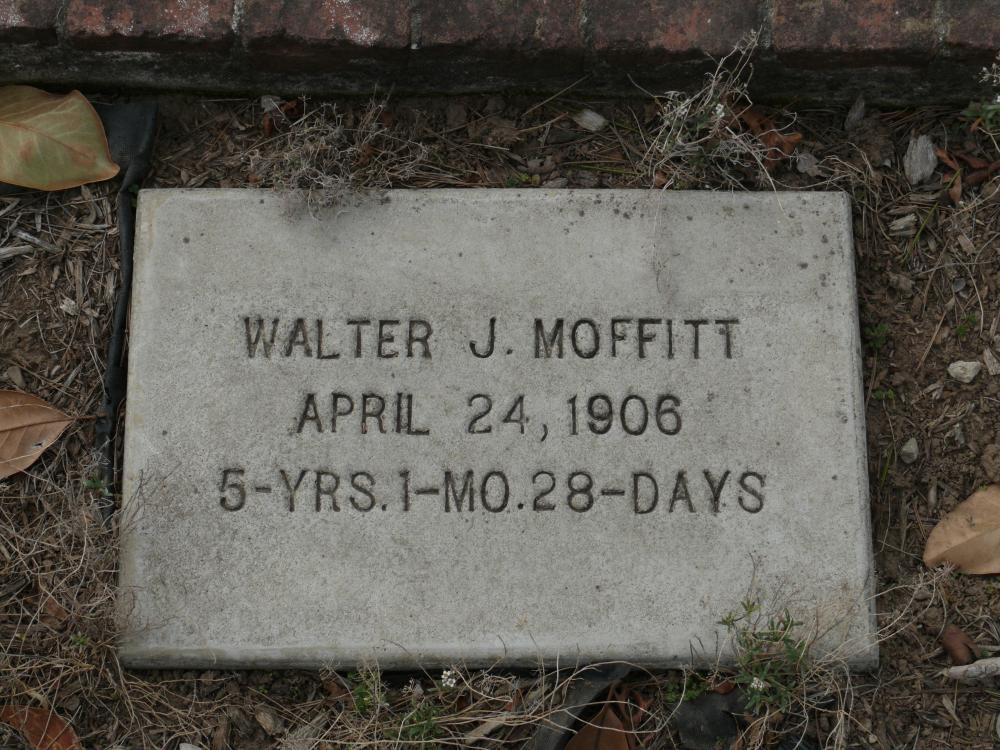 WALTER J. MOFFITT
APRIL 24, 1906
5-YRS. 1-MO. 28-DAYS